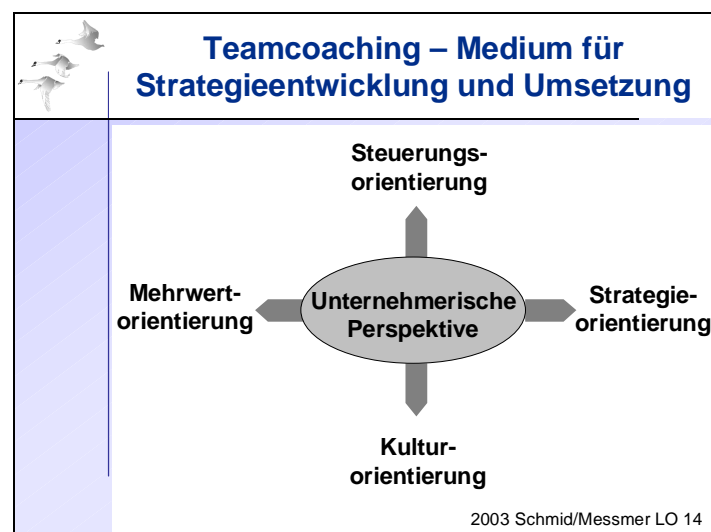 Teamcoaching – Medium für
Strategieentwicklung und Umsetzung
Steuerungs-
orientierung
Mehrwert-
orientierung
Unternehmerische
Perspektive
Strategie-
orientierung
Kultur-
orientierung
2003 Schmid/Messmer LO 14